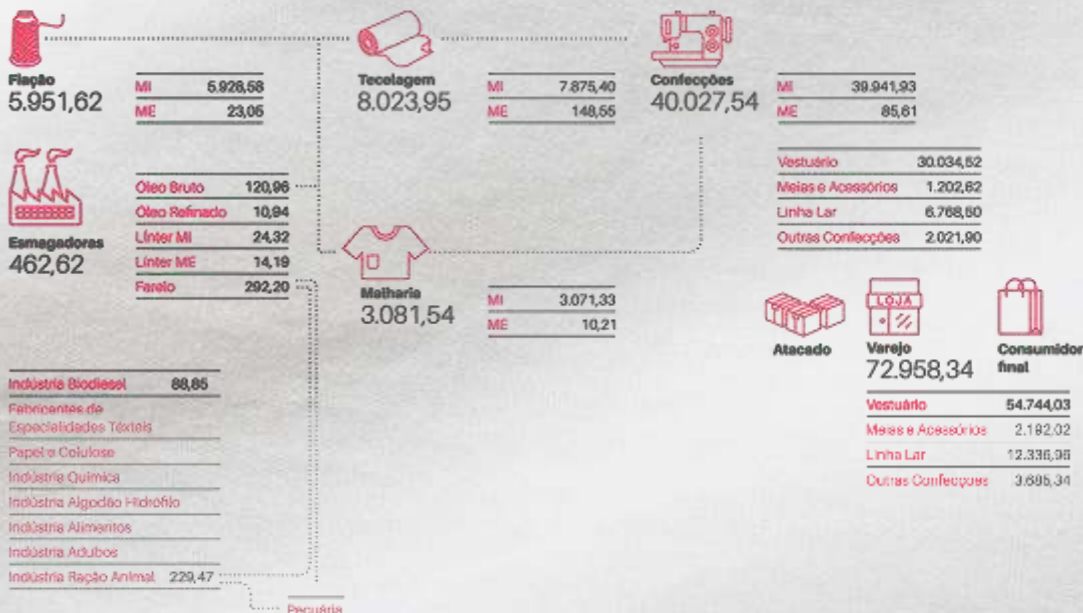 Fiação
5.951,62
MI 5.928,58
ME 23,05
Tecelagem
8.023,95
MI 7.875,40
ME 148,55
Confecções
40.027,54
MI 39.941,93
ME 85,61
Vestuário 30.034,52
Meias e Acessórios 1.202,62
Linha Lar 6.768,50
Outras Confecções 2.021,90
Esmagadoras
462,62
Óleo Bruto 120,96
Óleo Refinado 10,94
Línter MI 24,32
Línter ME 14,19
Farelo 292,20
Malharia
3.081,54
MI 3.071,33
ME 10,21
Atacado
LOJA
Varejo
72.958,34
Consumidor
final
Vestuário 54.744,03
Meias e Acessórios 2.192,02
Linha Lar 12.336,96
Outras Confecções 3.685,34
Indústria Biodiesel 88,85
Fabricantes de
Especialidades Têxteis
Papel e Celulose
Indústria Química
Indústria Algodão Hidrófilo
Indústria Alimentos
Indústria Adubos
Indústria Ração Animal 229,47
Pecuária